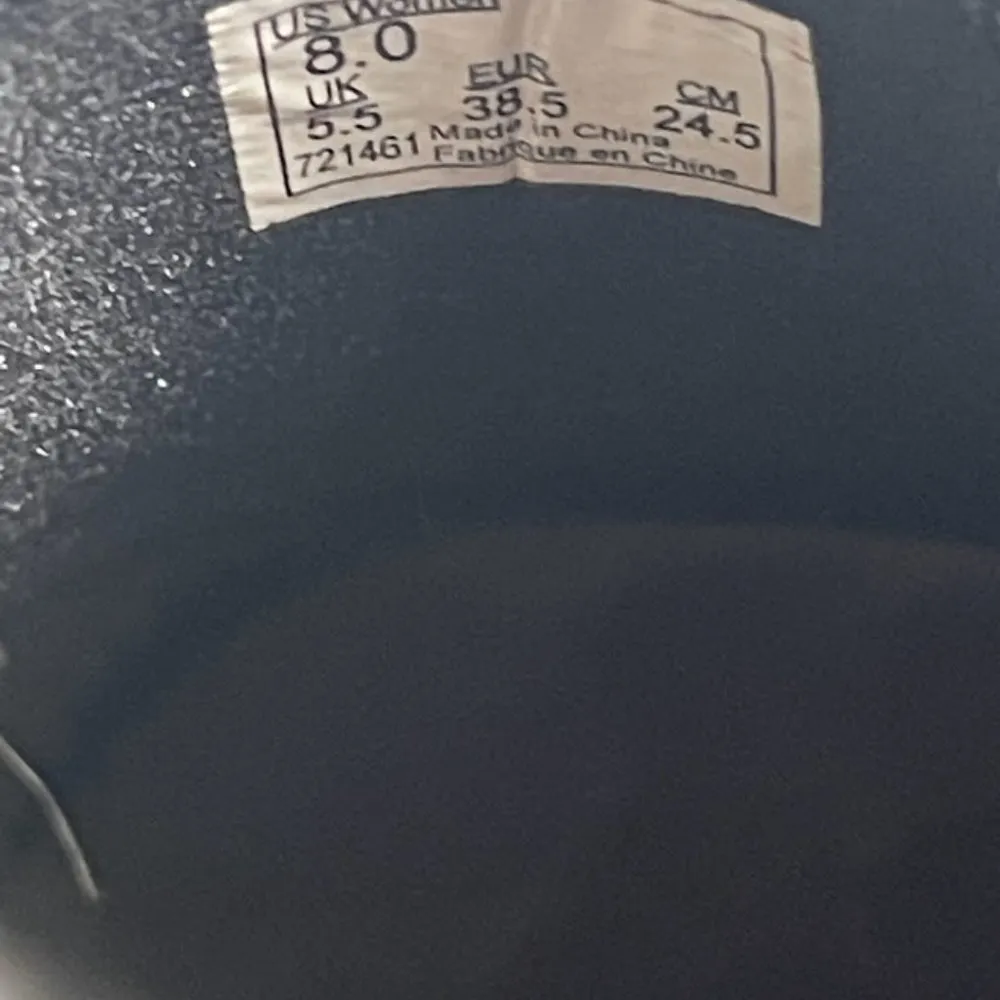 US Women
8.0
UK EUR CM
5.5 38.5 24.5
721461 Made in China
Fabrique en Chine